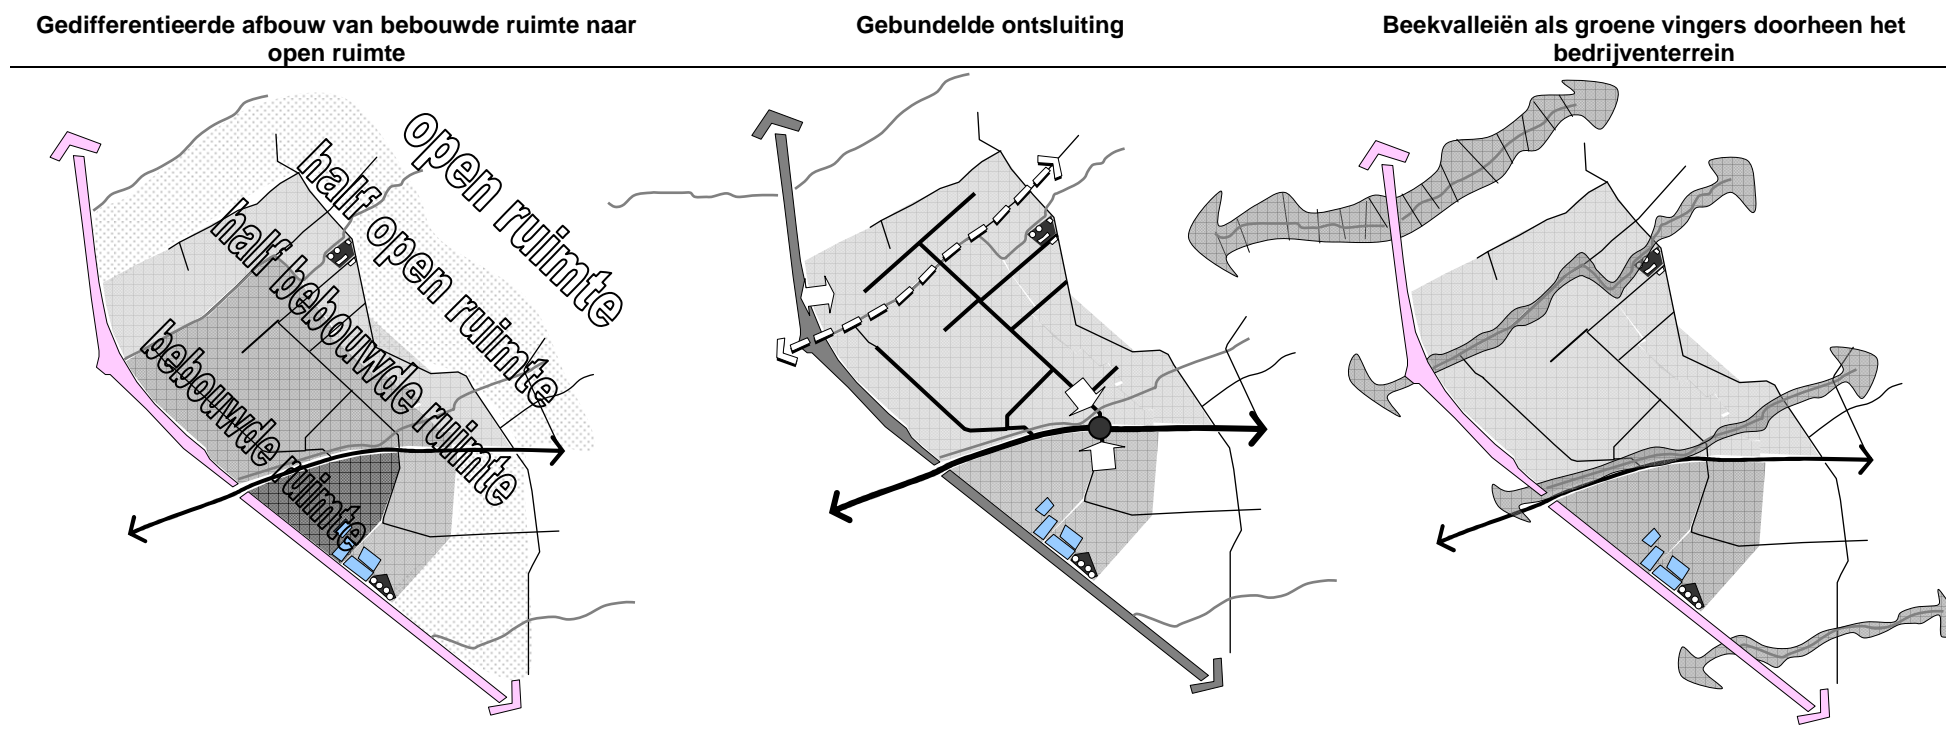 Gedifferentieerde afbouw van bebouwde ruimte naar
open ruimte
Gebundelde ontsluiting
Beekvalleiën als groene vingers doorheen het
bedrijventerrein
open ruimte
half open ruimte
half bebouwde ruimte
bebouwde ruimte